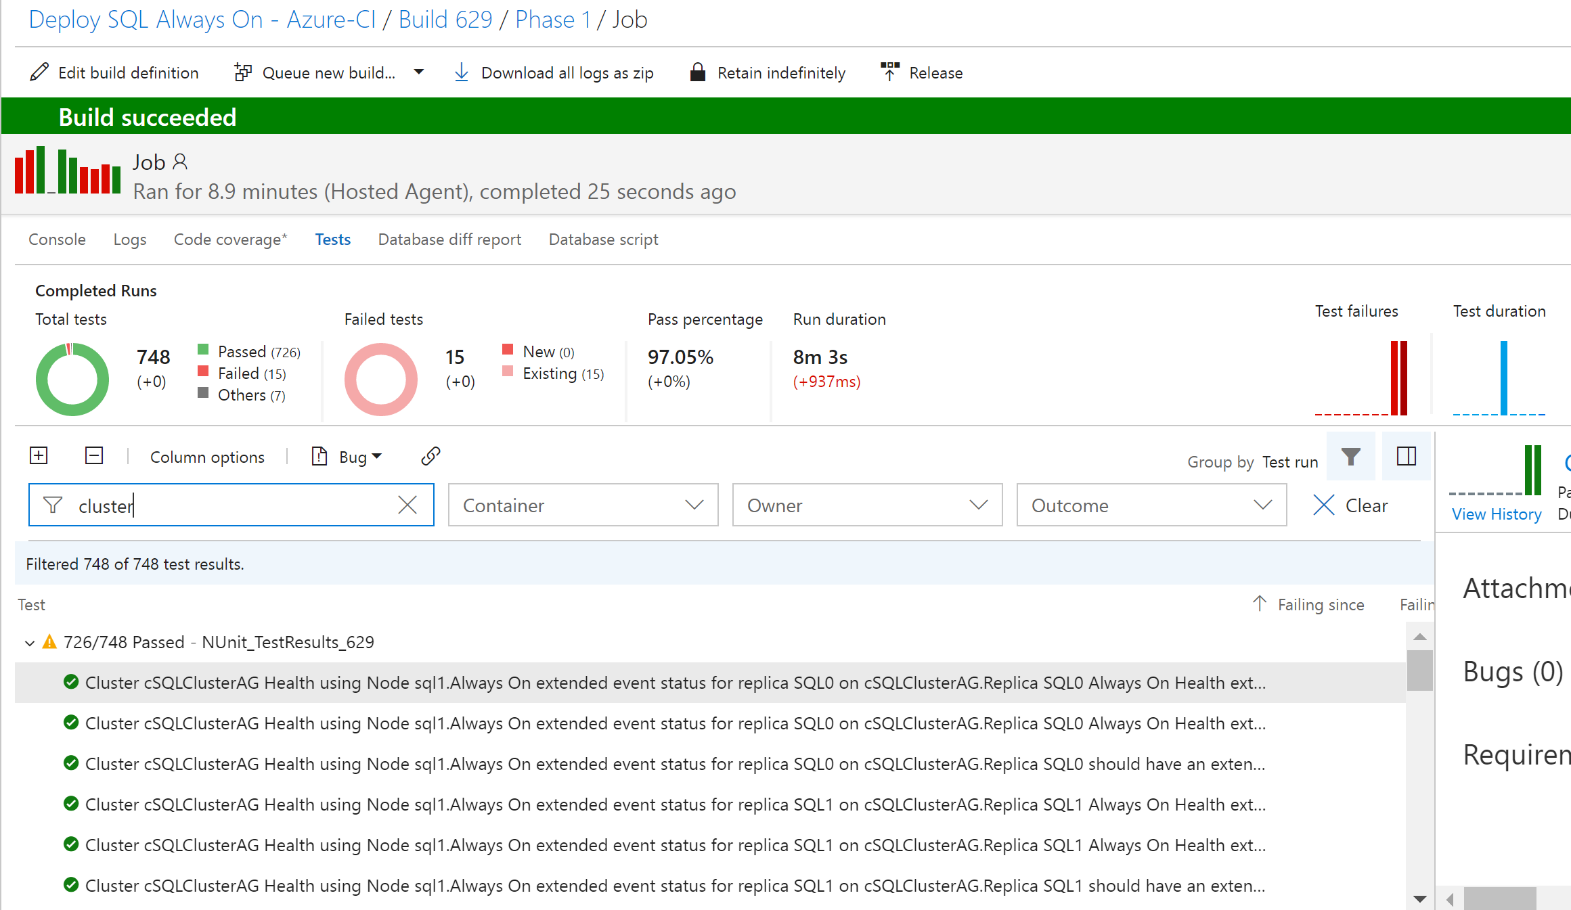 Deploy SQL Always On - Azure-CI / Build 629 / Phase 1 / Job
Edit build definition Queue new build... Download all logs as zip Retain indefinitely Release
Build succeeded
Job
Ran for 8.9 minutes (Hosted Agent), completed 25 seconds ago
Console Logs Code coverage* Tests Database diff report Database script
Completed Runs
Total tests
748
(+0)
Passed (726)
Failed (15)
Others (7)
Failed tests
15
(+0)
New (0)
Existing (15)
Pass percentage
97.05%
(+0%)
Run duration
8m 3s
(+937ms)
Test failures
Test duration
Column options Bug
Group by Test run
cluster Container Owner Outcome Clear
View History
Filtered 748 of 748 test results.
Test Failing since Failin
726/748 Passed - NUnit_TestResults_629
Cluster cSQLClusterAG Health using Node sql1.Always On extended event status for replica SQL0 on cSQLClusterAG.Replica SQL0 Always On Health ext...
Cluster cSQLClusterAG Health using Node sql1.Always On extended event status for replica SQL0 on cSQLClusterAG.Replica SQL0 Always On Health ext...
Cluster cSQLClusterAG Health using Node sql1.Always On extended event status for replica SQL0 on cSQLClusterAG.Replica SQL0 should have an exten...
Cluster cSQLClusterAG Health using Node sql1.Always On extended event status for replica SQL1 on cSQLClusterAG.Replica SQL1 Always On Health ext...
Cluster cSQLClusterAG Health using Node sql1.Always On extended event status for replica SQL1 on cSQLClusterAG.Replica SQL1 Always On Health ext...
Cluster cSQLClusterAG Health using Node sql1.Always On extended event status for replica SQL1 on cSQLClusterAG.Replica SQL1 should have an exten...
Attachm
Bugs (0)
Requiren